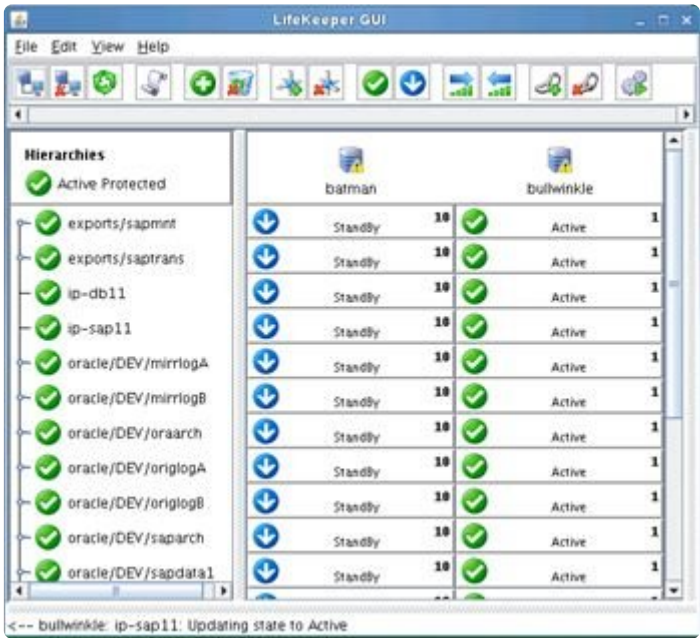 LifeKeeper GUI
File Edit View Help
Hierarchies
Active Protected
batman bullwinkle
exports/sapmnt StandBy 10 Active 1
exports/saptrans StandBy 10 Active 1
ip-db11 StandBy 10 Active 1
ip-sap11 StandBy 10 Active 1
oracle/DEV/mirrlogA StandBy 10 Active 1
oracle/DEV/mirrlogB StandBy 10 Active 1
oracle/DEV/oraarch StandBy 10 Active 1
oracle/DEV/origlogA StandBy 10 Active 1
oracle/DEV/origlogB StandBy 10 Active 1
oracle/DEV/saparch StandBy 10 Active 1
oracle/DEV/sapdata1 StandBy 10 Active 1
<-- bullwinkle: ip-sap11: Updating state to Active